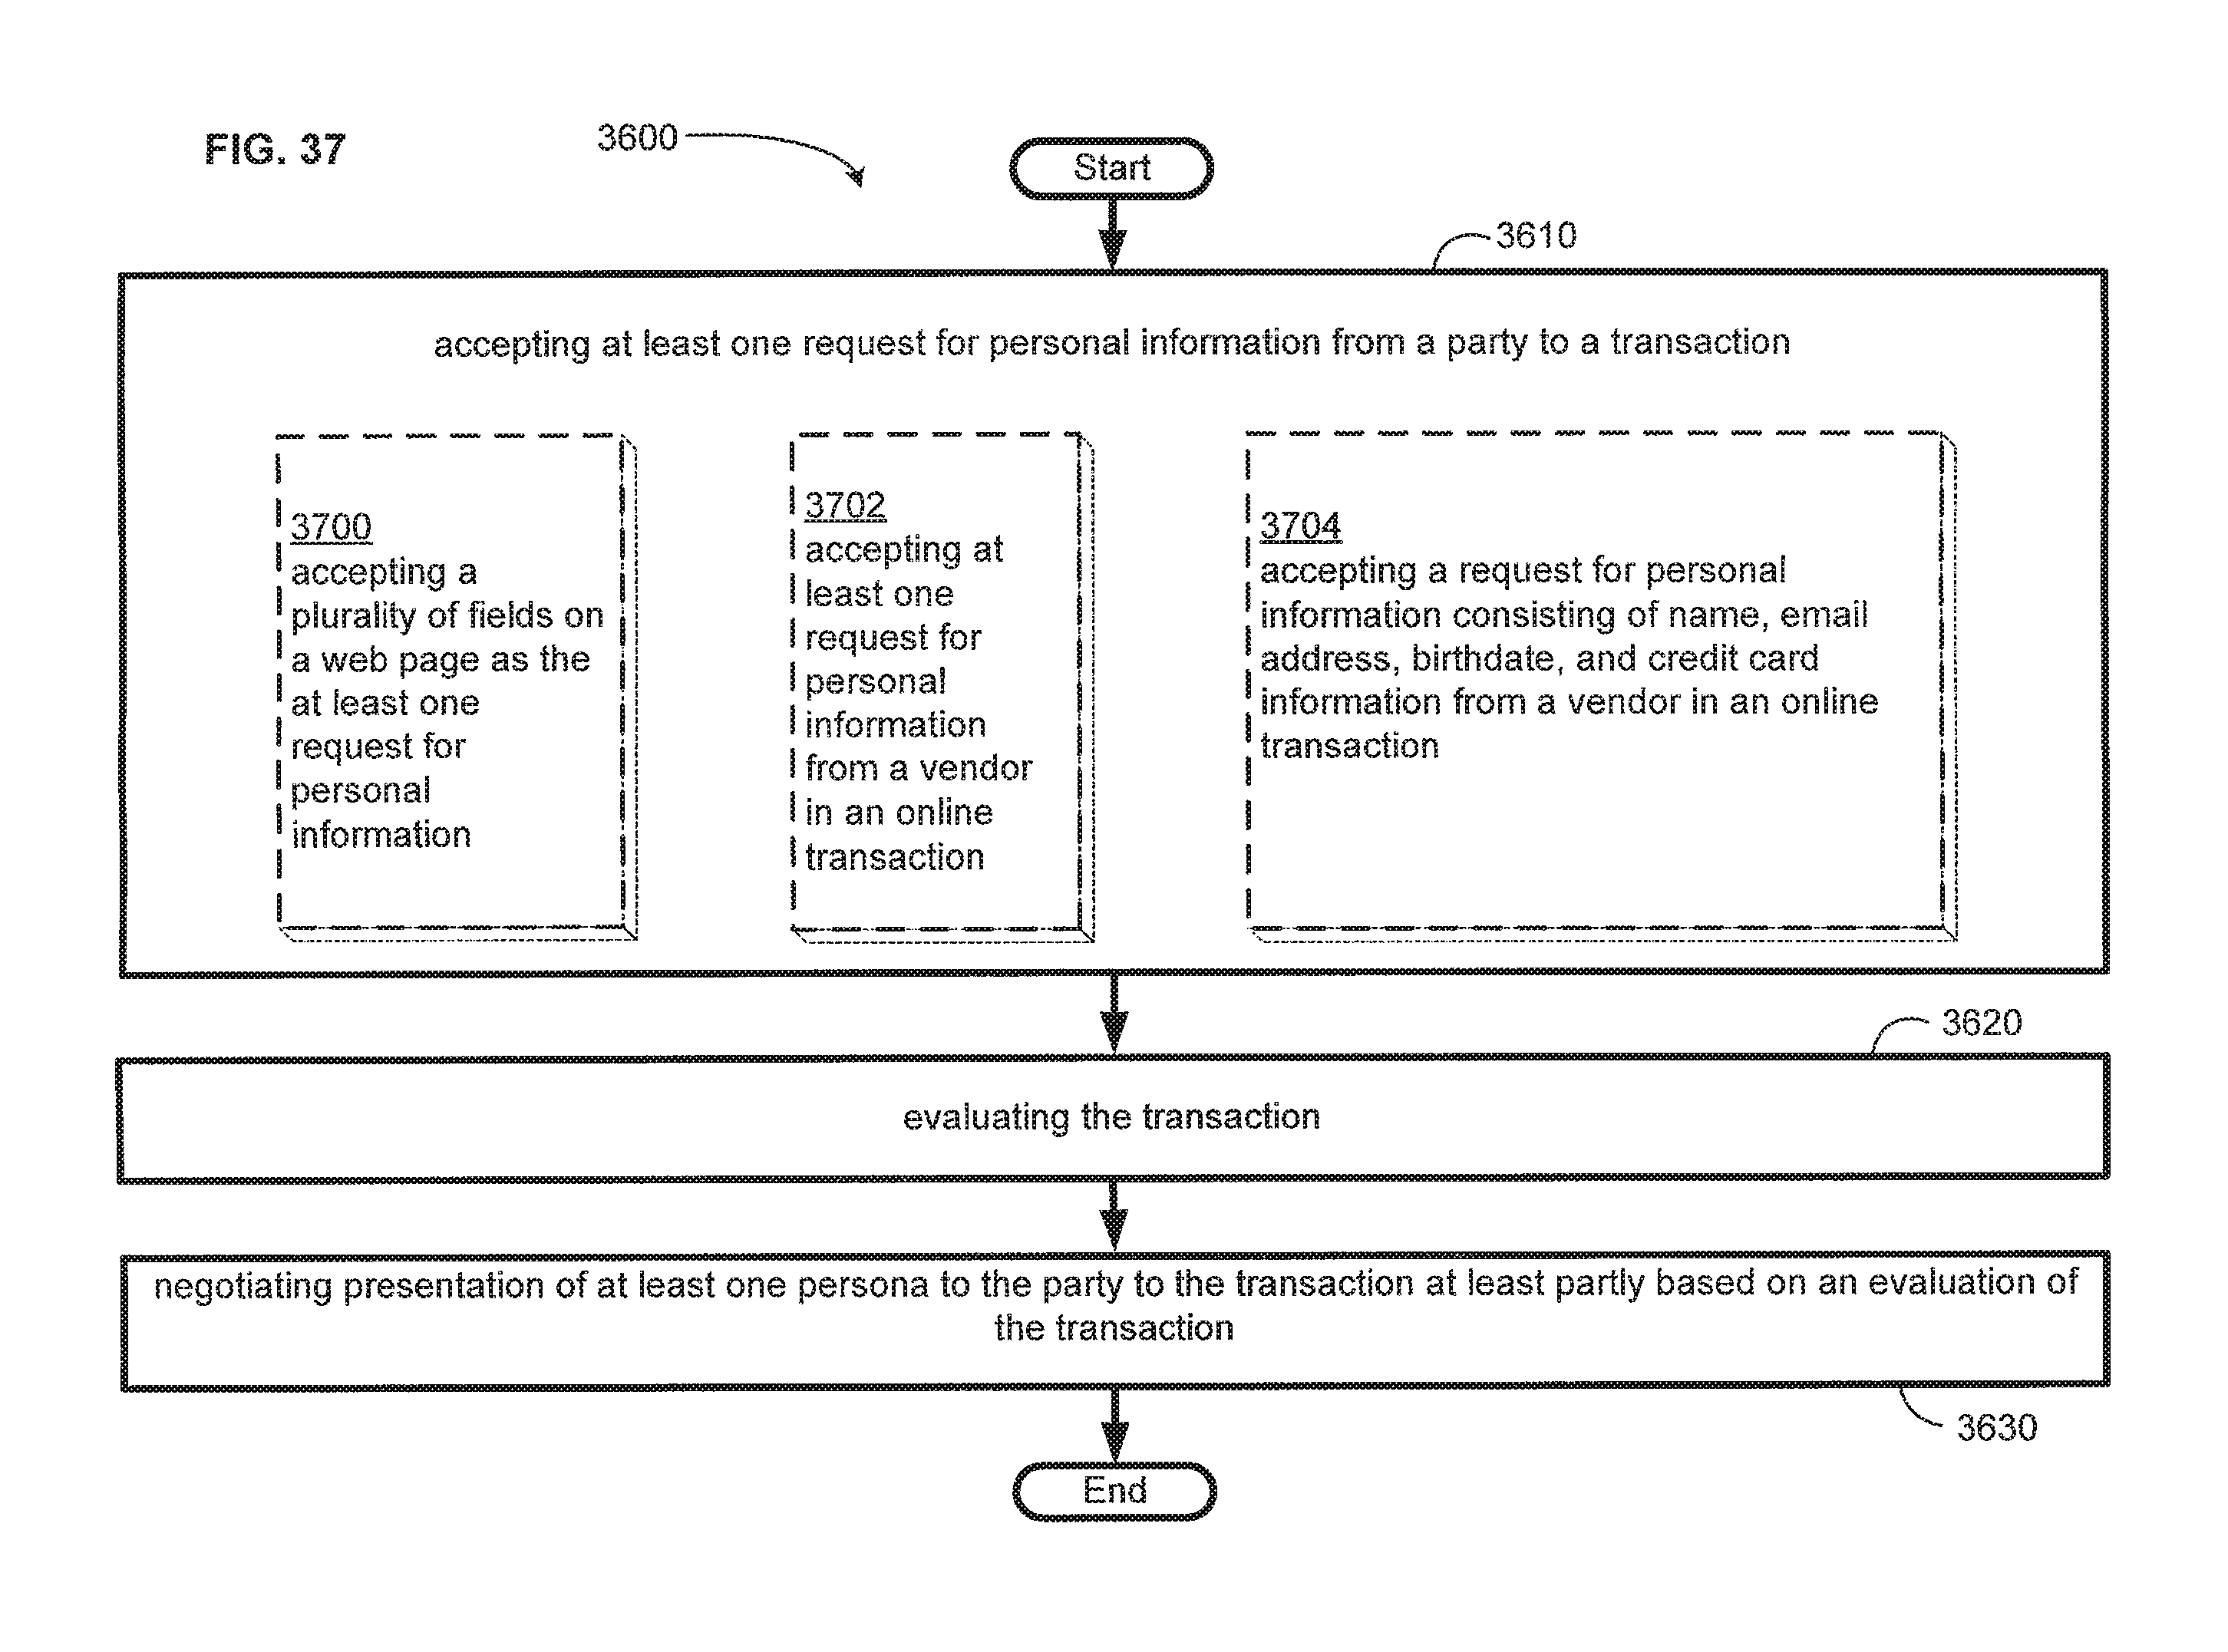 FIG. 37
3600
Start
3610
accepting at least one request for personal information from a party to a transaction
3700
accepting a
plurality of fields on
a web page as the
at least one
request for
personal
information
3702
accepting at
least one
request for
personal
information
from a vendor
in an online
transaction
3704
accepting a request for personal
information consisting of name, email
address, birthdate, and credit card
information from a vendor in an online
transaction
3620
evaluating the transaction
negotiating presentation of at least one persona to the party to the transaction at least partly based on an evaluation of
the transaction
3630
End